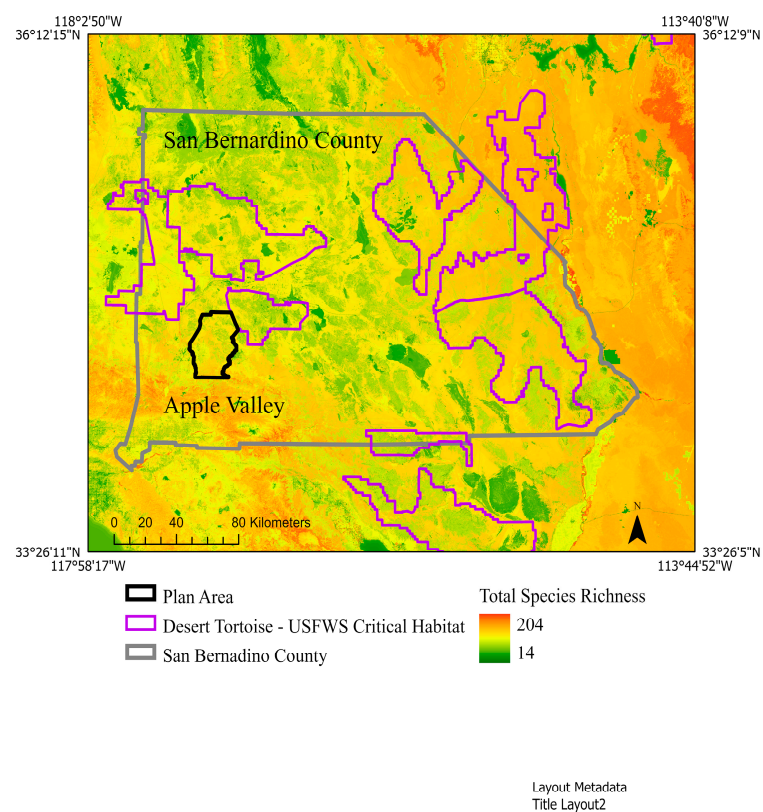 118°2'50"W 113°40'8"W
36°12'15"N 36°12'9"N
San Bernardino County
Apple Valley
N
0 20 40 80 Kilometers
33°26'11"N 33°26'5"N
117°58'17"W 113°44'52"W
Plan Area
Desert Tortoise - USFWS Critical Habitat
San Bernadino County
Total Species Richness
204
14
Layout Metadata
Title Layout2